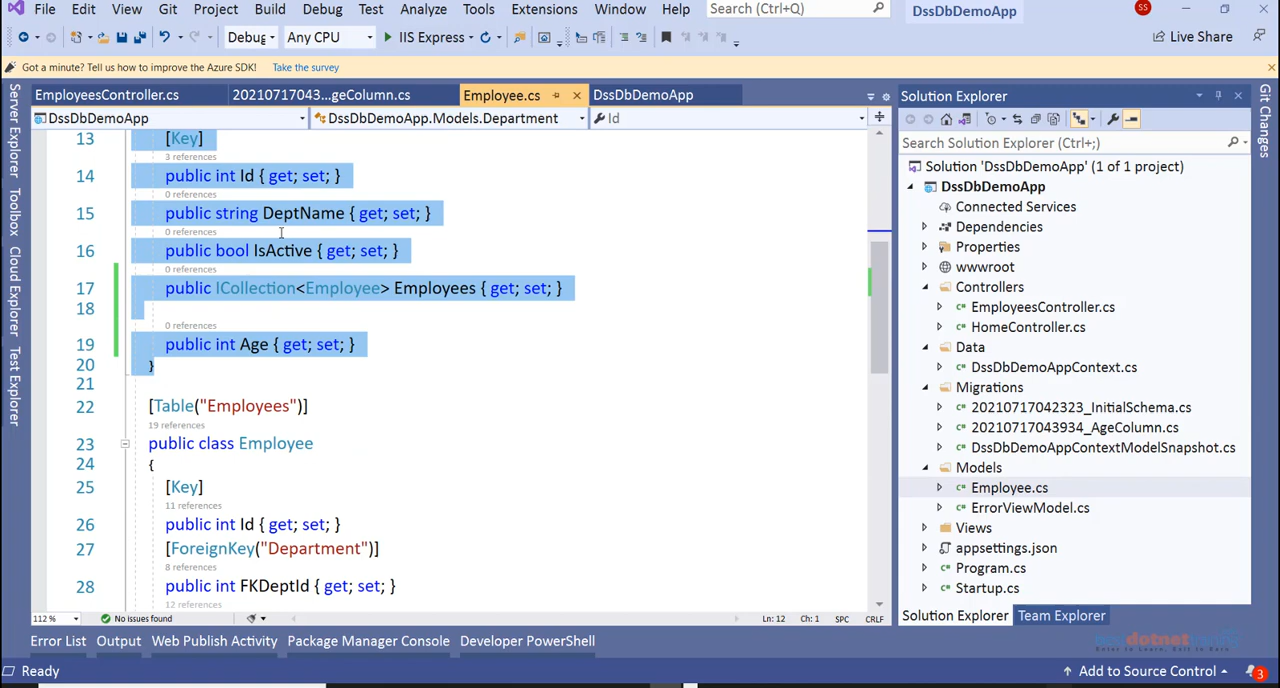 File Edit View Git Project Build Debug Test Analyze Tools Extensions Window Help Search (Ctrl+Q) DssDbDemoApp SS
Debug Any CPU IIS Express Live Share
Got a minute? Tell us how to improve the Azure SDK! Take the survey
EmployeesController.cs 20210717043...geColumn.cs Employee.cs DssDbDemoApp
DssDbDemoApp DssDbDemoApp.Models.Department Id
13 [Key]
3 references
14 public int Id { get; set; }
0 references
15 public string DeptName { get; set; }
0 references
16 public bool IsActive { get; set; }
0 references
17 public ICollection<Employee> Employees { get; set; }
18
0 references
19 public int Age { get; set; }
20 }
21
22 [Table("Employees")]
19 references
23 public class Employee
24 {
25 [Key]
11 references
26 public int Id { get; set; }
27 [ForeignKey("Department")]
8 references
28 public int FKDeptId { get; set; }
12 references
112 % No issues found Ln: 12 Ch: 1 SPC CRLF
Server Explorer
Toolbox
Cloud Explorer
Test Explorer
Solution Explorer
Search Solution Explorer (Ctrl+;)
Solution 'DssDbDemoApp' (1 of 1 project)
DssDbDemoApp
Connected Services
Dependencies
Properties
wwwroot
Controllers
EmployeesController.cs
HomeController.cs
Data
DssDbDemoAppContext.cs
Migrations
20210717042323_InitialSchema.cs
20210717043934_AgeColumn.cs
DssDbDemoAppContextModelSnapshot.cs
Models
Employee.cs
ErrorViewModel.cs
Views
appsettings.json
Program.cs
Startup.cs
Solution Explorer Team Explorer
Git Changes
Error List Output Web Publish Activity Package Manager Console Developer PowerShell
Ready Add to Source Control 3